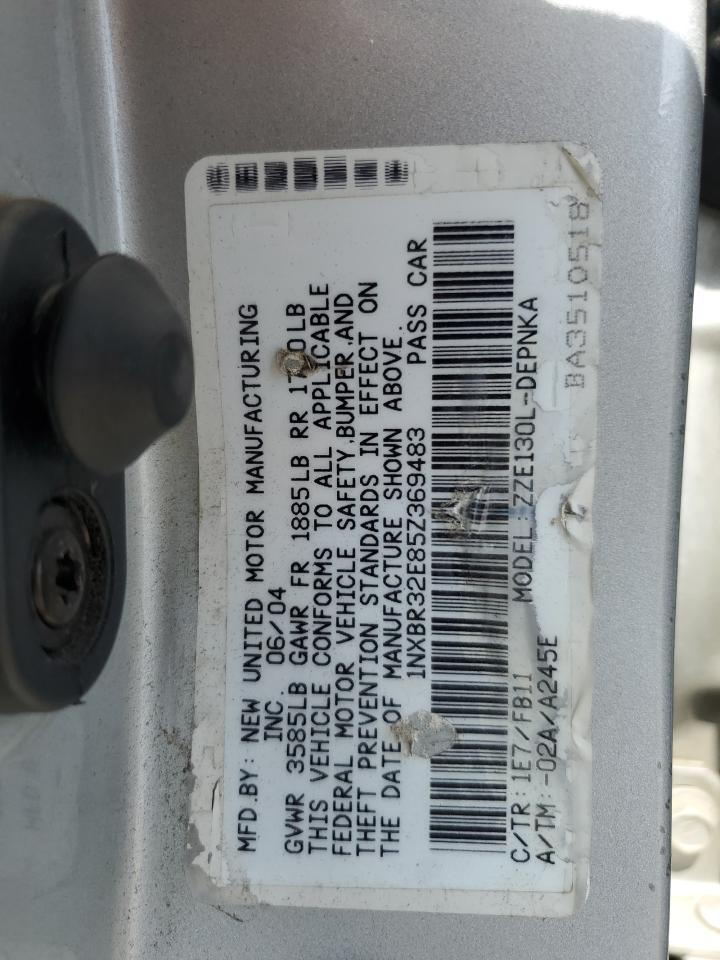 MFD.BY: NEW UNITED MOTOR MANUFACTURING
INC. 06/04
GVWR 3585LB GAWR FR 1885LB RR
THIS VEHICLE CONFORMS TO ALL APPLICABLE
FEDERAL MOTOR VEHICLE SAFETY,BUMPER,AND
THEFT PREVENTION STANDARDS IN EFFECT ON
THE DATE OF MANUFACTURE SHOWN ABOVE.
1NXBR32E85Z369483 PASS CAR
C/TR:1E7/FB11 MODEL:ZZE130L-DEPNKA
A/TM:-02A/A245E
BA3510518